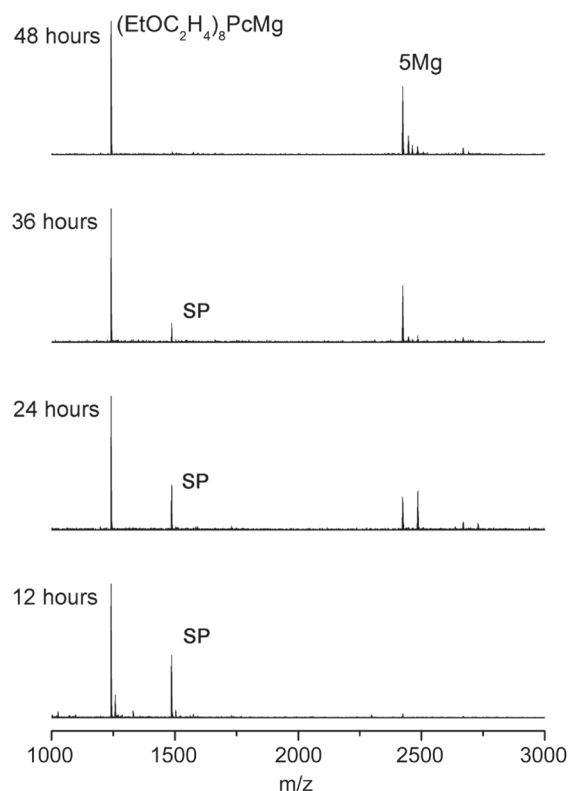 48 hours
(EtOC₂H₄)₈PcMg
5Mg
36 hours
SP
24 hours
SP
12 hours
SP
1000 1500 2000 2500 3000
m/z